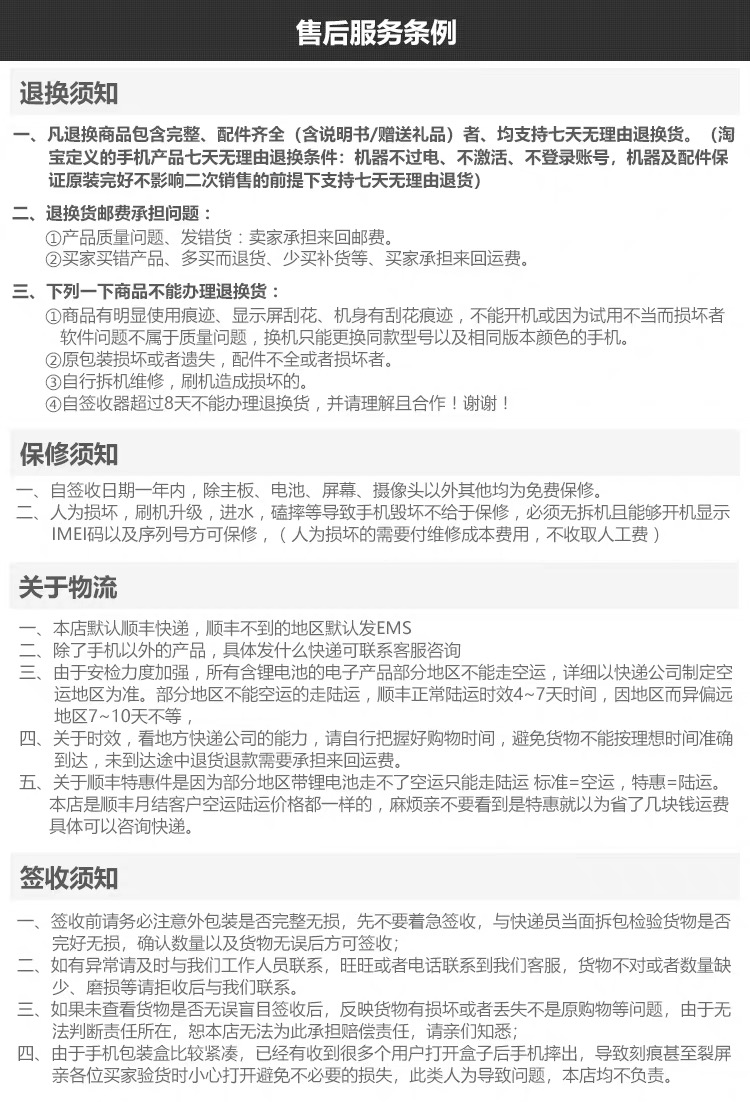 售后服务条例
退换须知
一、凡退换商品包含完整、配件齐全（含说明书/赠送礼品）者、均支持七天无理由退换货。（淘
宝定义的手机产品七天无理由退换条件：机器不过电、不激活、不登录账号，机器及配件保
证原装完好不影响二次销售的前提下支持七天无理由退货）
二、退换货邮费承担问题：
①产品质量问题、发错货：卖家承担来回邮费。
②买家买错产品、多买而退货、少买补货等、买家承担来回运费。
三、下列一下商品不能办理退换货：
①商品有明显使用痕迹、显示屏刮花、机身有刮花痕迹，不能开机或因为试用不当而损坏者
软件问题不属于质量问题，换机只能更换同款型号以及相同版本颜色的手机。
②原包装损坏或者遗失，配件不全或者损坏者。
③自行拆机维修，刷机造成损坏的。
④自签收器超过8天不能办理退换货，并请理解且合作！谢谢！
保修须知
一、自签收日期一年内，除主板、电池、屏幕、摄像头以外其他均为免费保修。
二、人为损坏，刷机升级，进水，磕摔等导致手机毁坏不给于保修，必须无拆机且能够开机显示
IMEI码以及序列号方可保修，（人为损坏的需要付维修成本费用，不收取人工费）
关于物流
一、本店默认顺丰快递，顺丰不到的地区默认发EMS
二、除了手机以外的产品，具体发什么快递可联系客服咨询
三、由于安检力度加强，所有含锂电池的电子产品部分地区不能走空运，详细以快递公司制定空
运地区为准。部分地区不能空运的走陆运，顺丰正常陆运时效4~7天时间，因地区而异偏远
地区7~10天不等，
四、关于时效，看地方快递公司的能力，请自行把握好购物时间，避免货物不能按理想时间准确
到达，未到达途中退货退款需要承担来回运费。
五、关于顺丰特惠件是因为部分地区带锂电池走不了空运只能走陆运 标准=空运，特惠=陆运。
本店是顺丰月结客户空运陆运价格都一样的，麻烦亲不要看到是特惠就以为省了几块钱运费
具体可以咨询快递。
签收须知
一、签收前请务必注意外包装是否完整无损，先不要着急签收，与快递员当面拆包检验货物是否
完好无损，确认数量以及货物无误后方可签收；
二、如有异常请及时与我们工作人员联系，旺旺或者电话联系到我们客服，货物不对或者数量缺
少、磨损等请拒收后与我们联系。
三、如果未查看货物是否无误盲目签收后，反映货物有损坏或者丢失不是原购物等问题，由于无
法判断责任所在，恕本店无法为此承担赔偿责任，请亲们知悉；
四、由于手机包装盒比较紧凑，已经有收到很多个用户打开盒子后手机摔出，导致刻痕甚至裂屏
亲各位买家验货时小心打开避免不必要的损失，此类人为导致问题，本店均不负责。